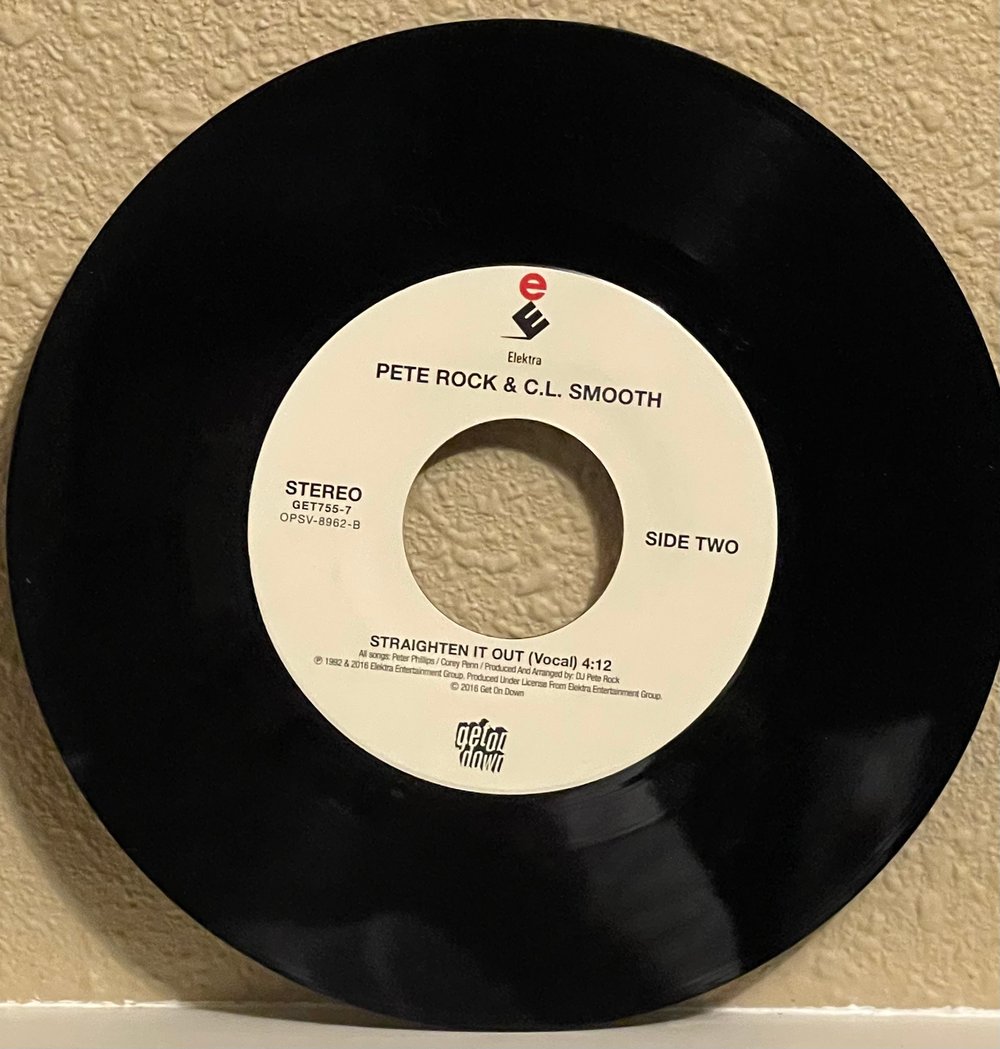 e
E
Elektra
PETE ROCK & C.L. SMOOTH
STEREO
GET755-7
OPSV-8962-B
SIDE TWO
STRAIGHTEN IT OUT (Vocal) 4:12
All songs: Peter Phillips / Corey Penn / Produced And Arranged by: DJ Pete Rock
℗ 1992 & 2016 Elektra Entertainment Group. Produced Under License From Elektra Entertainment Group.
© 2016 Get On Down
get on
down